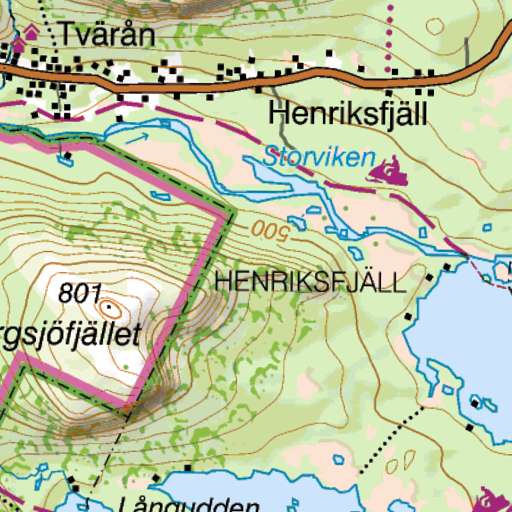 Tvärån
Henriksfjäll
Storviken
500
HENRIKSFJÄLL
801
rgsjöfjället
Långudden